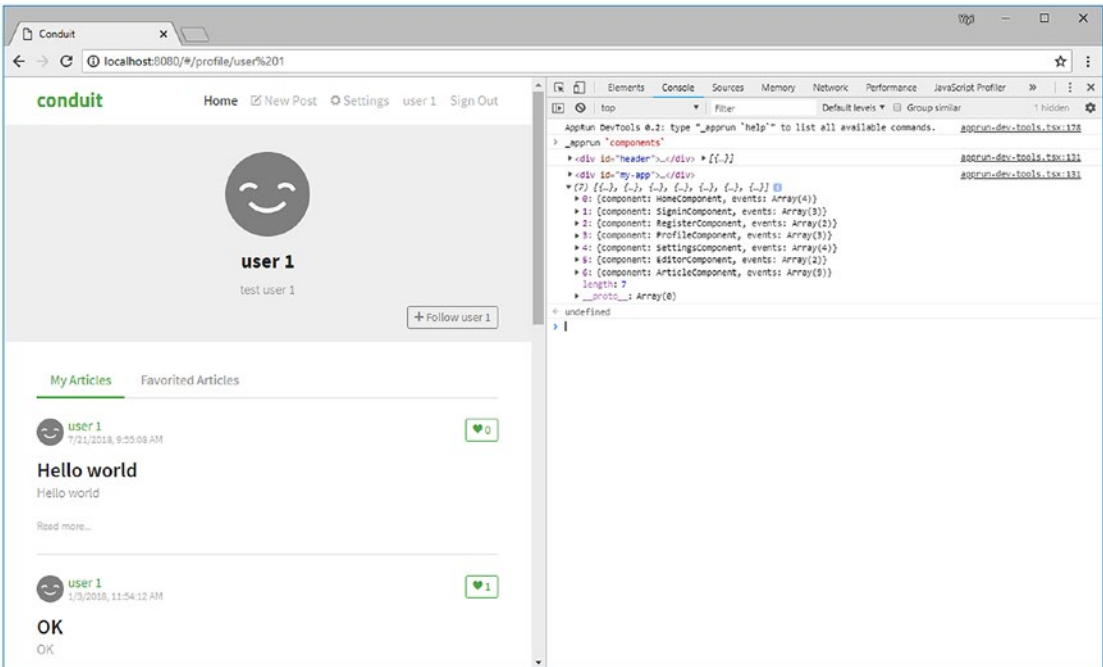 Conduit
localhost:8080/#/profile/user%201
conduit
Home New Post Settings user 1 Sign Out
user 1
test user 1
+ Follow user 1
My Articles Favorited Articles
user 1
7/21/2018, 9:55:08 AM
0
Hello world
Hello world
Read more...
user 1
1/3/2018, 11:54:12 AM
1
OK
OK
Elements Console Sources Memory Network Performance JavaScript Profiler »
top Filter Default levels ▼ Group similar 1 hidden
AppRun DevTools 0.2: type "_apprun `help`" to list all available commands. apprun-dev-tools.tsx:178
> _apprun `components`
▶ <div id="header">…</div> ▶ [{…}] apprun-dev-tools.tsx:131
▶ <div id="my-app">…</div> apprun-dev-tools.tsx:131
▼ (7) [{…}, {…}, {…}, {…}, {…}, {…}, {…}]
▶ 0: {component: HomeComponent, events: Array(4)}
▶ 1: {component: SigninComponent, events: Array(3)}
▶ 2: {component: RegisterComponent, events: Array(2)}
▶ 3: {component: ProfileComponent, events: Array(3)}
▶ 4: {component: SettingsComponent, events: Array(4)}
▶ 5: {component: EditorComponent, events: Array(2)}
▶ 6: {component: ArticleComponent, events: Array(9)}
length: 7
▶ __proto__: Array(0)
undefined
>